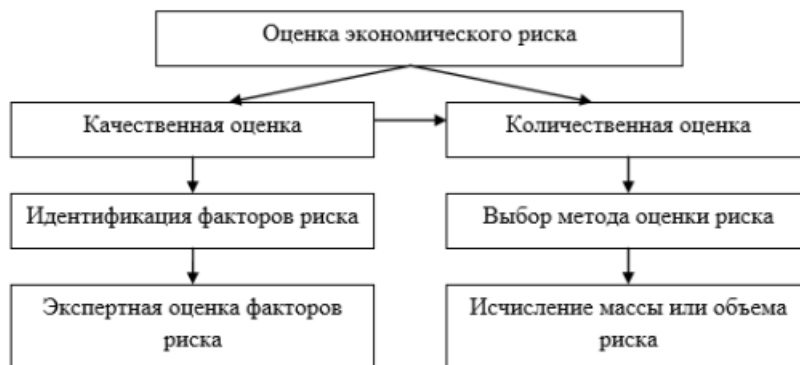 Оценка экономического риска
Качественная оценка
Количественная оценка
Идентификация факторов риска
Выбор метода оценки риска
Экспертная оценка факторов
риска
Исчисление массы или объема
риска